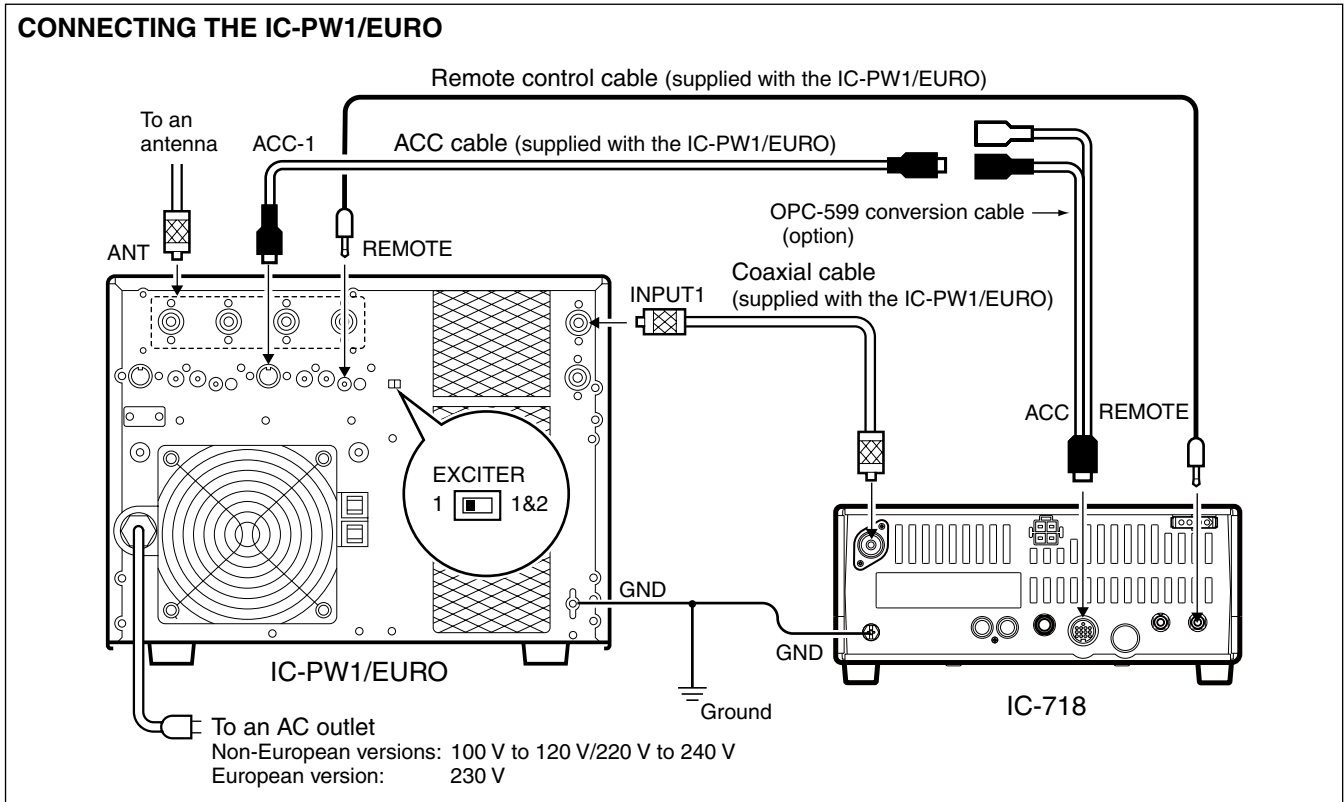 CONNECTING THE IC-PW1/EURO
Remote control cable (supplied with the IC-PW1/EURO)
To an
antenna
ACC-1
ACC cable (supplied with the IC-PW1/EURO)
OPC-599 conversion cable
(option)
ANT
REMOTE
Coaxial cable
(supplied with the IC-PW1/EURO)
INPUT1
ACC
REMOTE
EXCITER
1
1&2
GND
GND
IC-PW1/EURO
Ground
IC-718
To an AC outlet
Non-European versions: 100 V to 120 V/220 V to 240 V
European version: 230 V